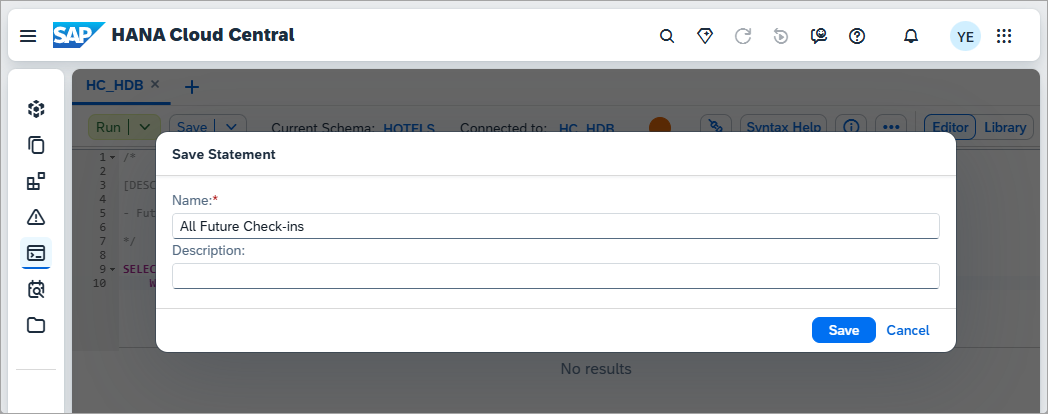 SAP HANA Cloud Central
YE
HC_HDB
Run Save Current Schema: HOTELS Connected to: HC_HDB Syntax Help Editor Library
Save Statement
1 /*
2
3 [DESC
4
5 - Fut
6
7 */
8
9 SELEC
10 W
Name:*
All Future Check-ins
Description:
Save Cancel
No results